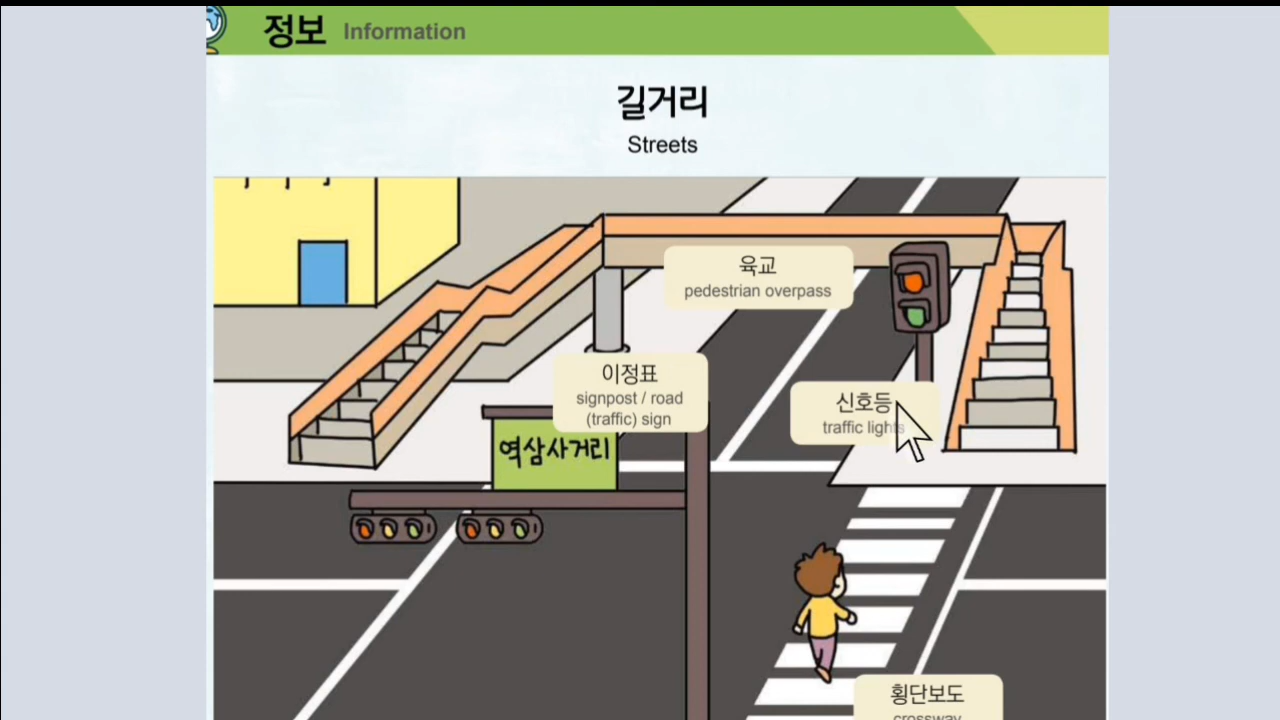 정보 Information
길거리
Streets
육교
pedestrian overpass
이정표
signpost / road
(traffic) sign
신호등
traffic lights
역삼사거리
횡단보도
crossway